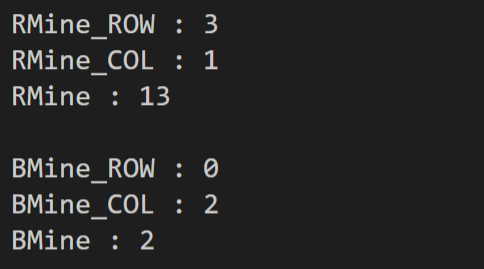 RMine_ROW : 3
RMine_COL : 1
RMine : 13
BMine_ROW : 0
BMine_COL : 2
BMine : 2